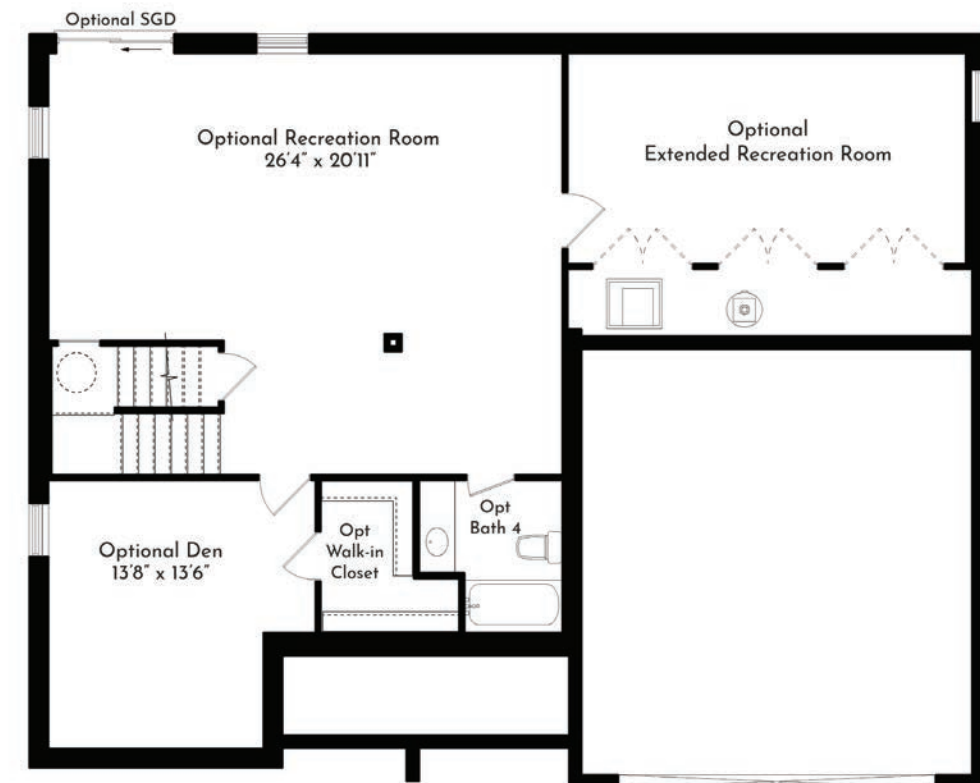 Optional SGD
Optional Recreation Room
26'4" x 20'11"
Optional
Extended Recreation Room
Opt
Bath 4
Opt
Walk-in
Closet
Optional Den
13'8" x 13'6"